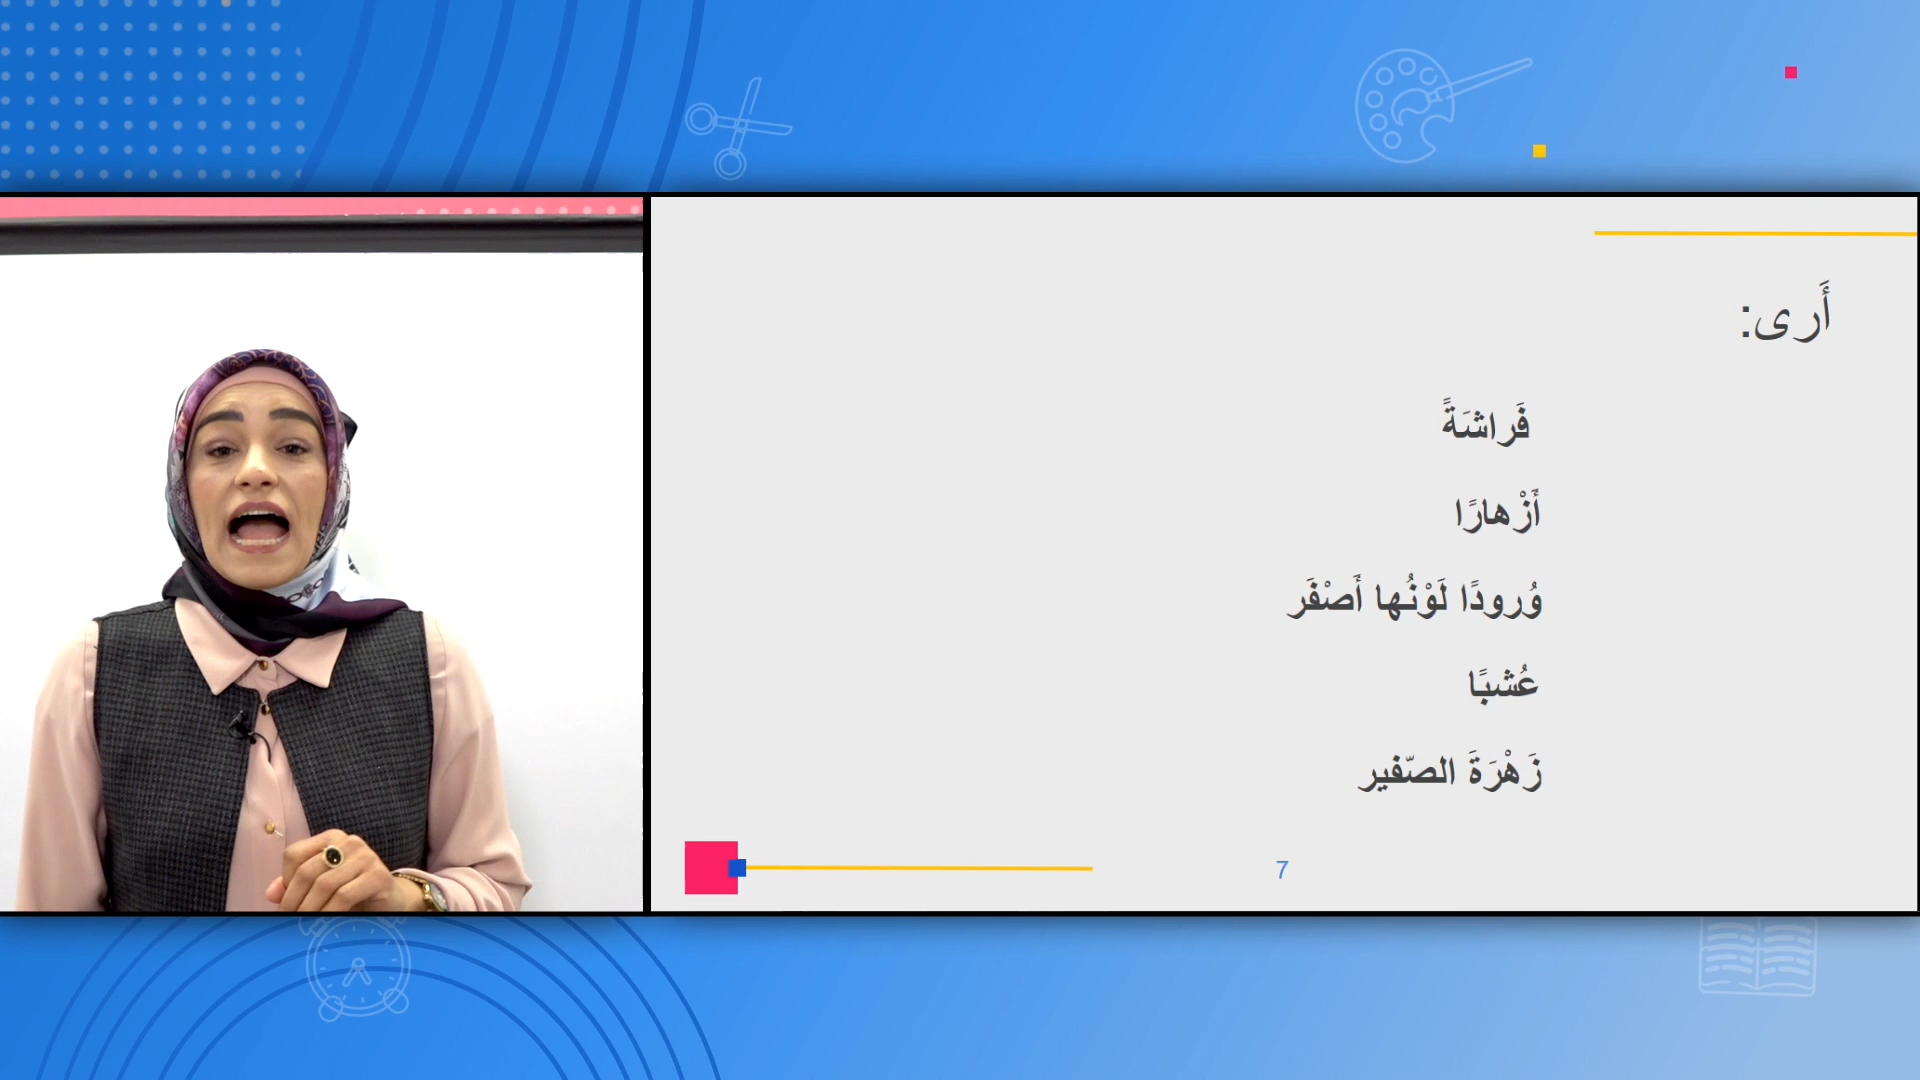 أَرى:
فَراشَةً
أَزْهارًا
وُرودًا لَوْنُها أَصْفَر
عُشبًا
زَهْرَةَ الصّفير
7